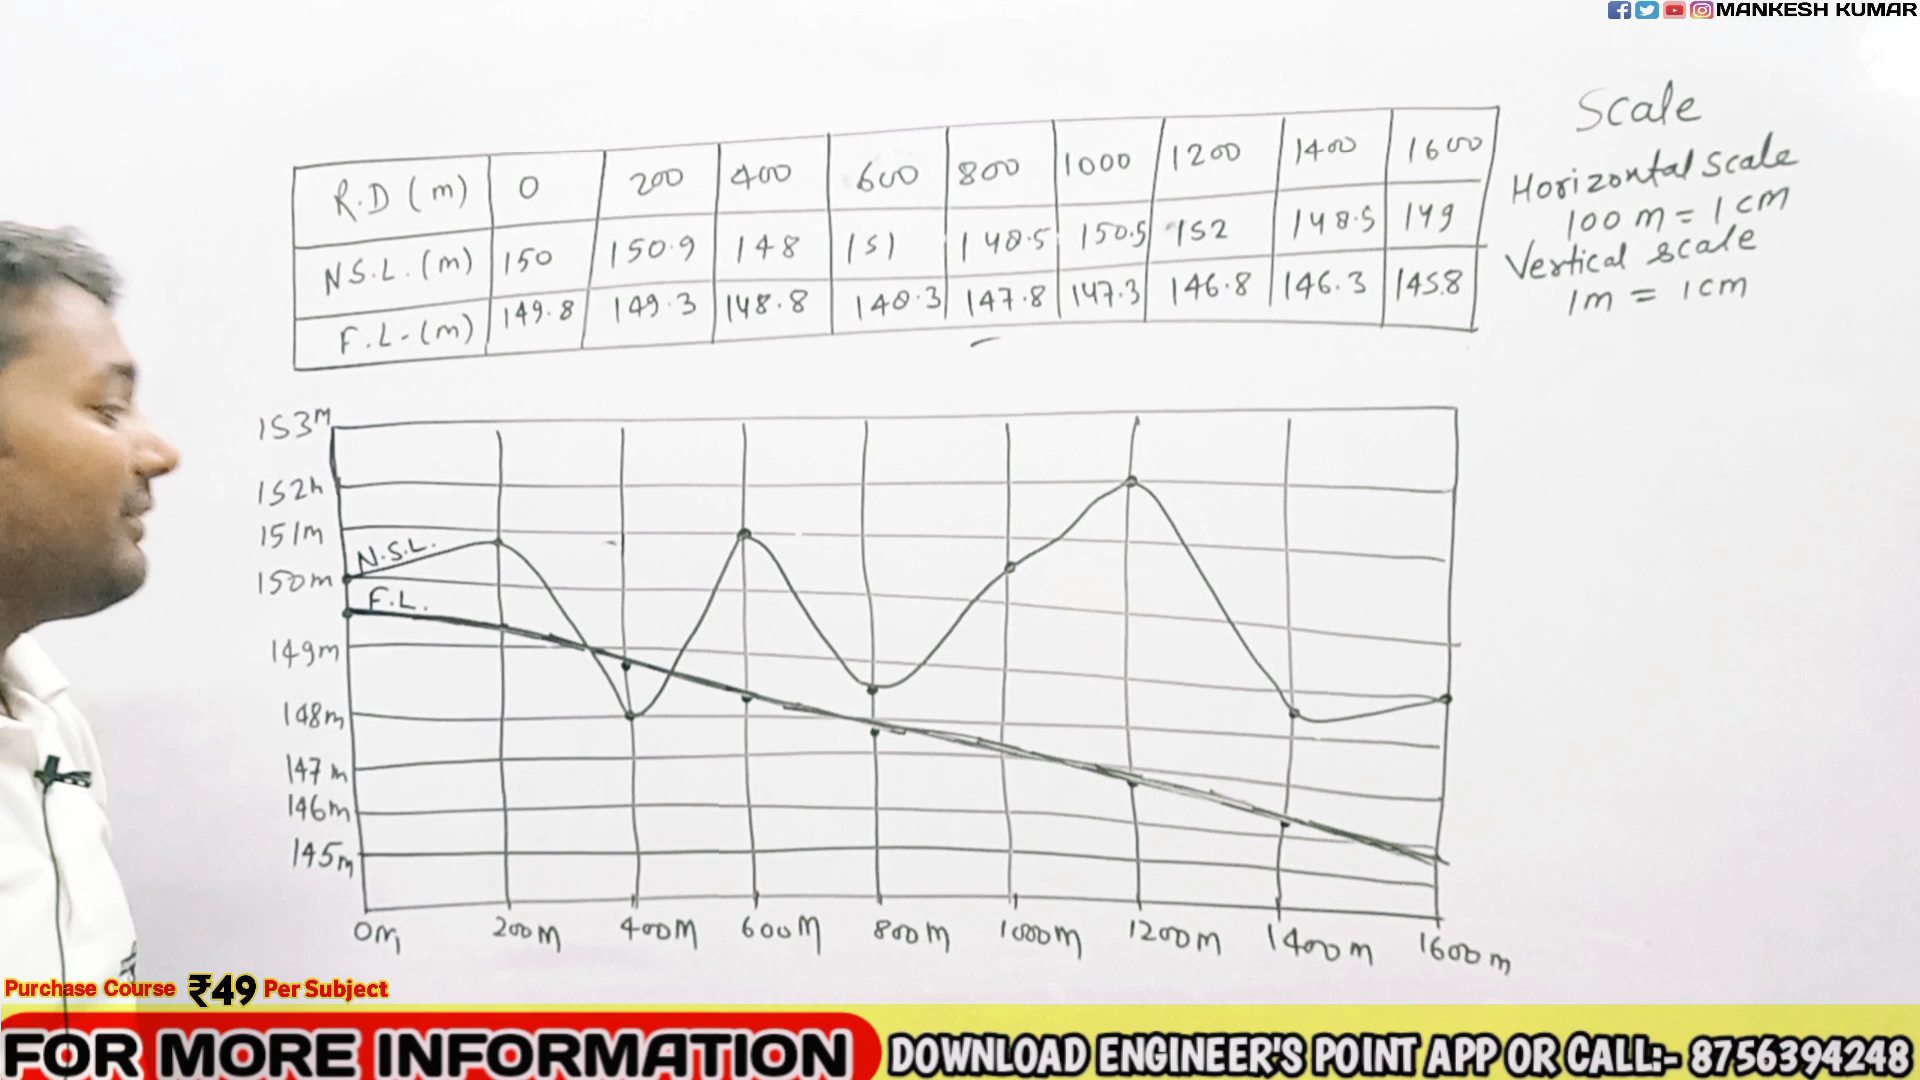 MANKESH KUMAR
Scale
Horizontal scale
100 m = 1 cm
Vertical scale
1m = 1cm
R.D (m) 0 200 400 600 800 1000 1200 1400 1600
N.S.L. (m) 150 150.9 148 151 148.5 150.5 152 148.5 149
F.L. (m) 149.8 149.3 148.8 148.3 147.8 147.3 146.8 146.3 145.8
153m
152m
151m
N.S.L.
150m
F.L.
149m
148m
147m
146m
145m
0m 200m 400m 600m 800m 1000m 1200m 1400m 1600m
Purchase Course ₹49 Per Subject
FOR MORE INFORMATION DOWNLOAD ENGINEER'S POINT APP OR CALL:- 8756394248